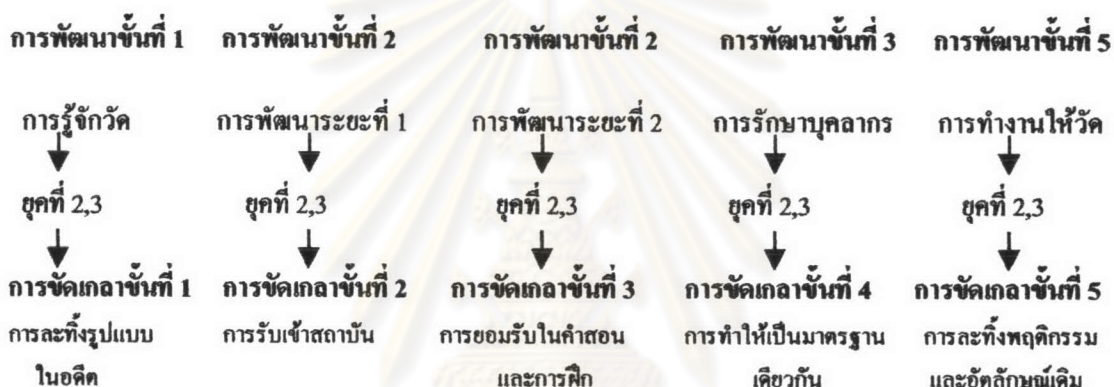 การพัฒนาขั้นที่ 1 การพัฒนาขั้นที่ 2 การพัฒนาขั้นที่ 2 การพัฒนาขั้นที่ 3 การพัฒนาขั้นที่ 5
การรู้จักวัด การพัฒนาระยะที่ 1 การพัฒนาระยะที่ 2 การรักษาบุคลากร การทำงานให้วัด
ยุคที่ 2,3 ยุคที่ 2,3 ยุคที่ 2,3 ยุคที่ 2,3 ยุคที่ 2,3
การขัดเกลาขั้นที่ 1 การขัดเกลาขั้นที่ 2 การขัดเกลาขั้นที่ 3 การขัดเกลาขั้นที่ 4 การขัดเกลาขั้นที่ 5
การละทิ้งรูปแบบ การรับเข้าสถาบัน การยอมรับในคำสอน การทำให้เป็นมาตรฐาน การละทิ้งพฤติกรรม
ในอดีต และการฝึก เดียวกัน และอัตลักษณ์เดิม